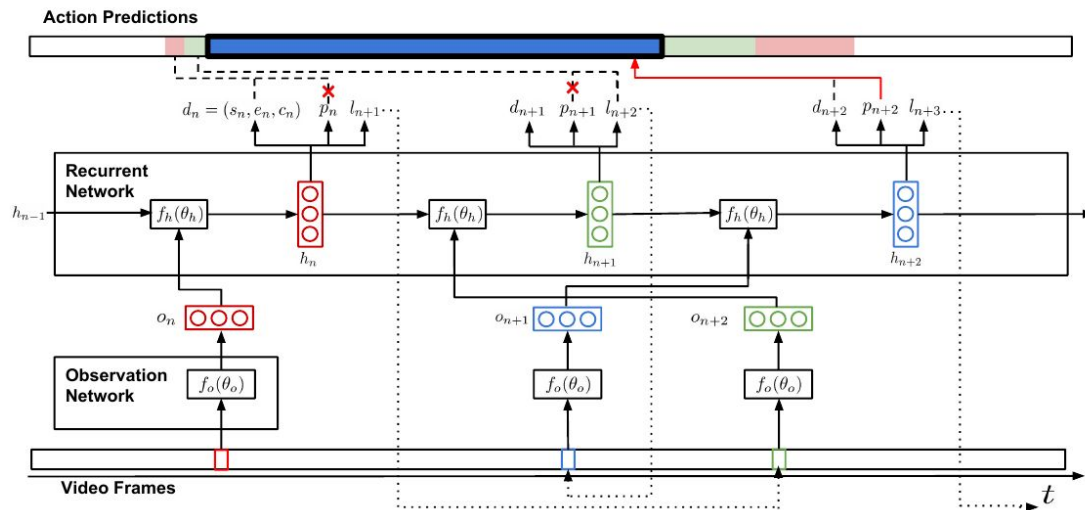 Action Predictions
d_n = (s_n, e_n, c_n) p_n l_{n+1} d_{n+1} p_{n+1} l_{n+2} d_{n+2} p_{n+2} l_{n+3}
Recurrent
Network
h_{n-1} f_h(θ_h) f_h(θ_h) f_h(θ_h)
h_n h_{n+1} h_{n+2}
o_n o_{n+1} o_{n+2}
Observation
Network
f_o(θ_o) f_o(θ_o) f_o(θ_o)
Video Frames t